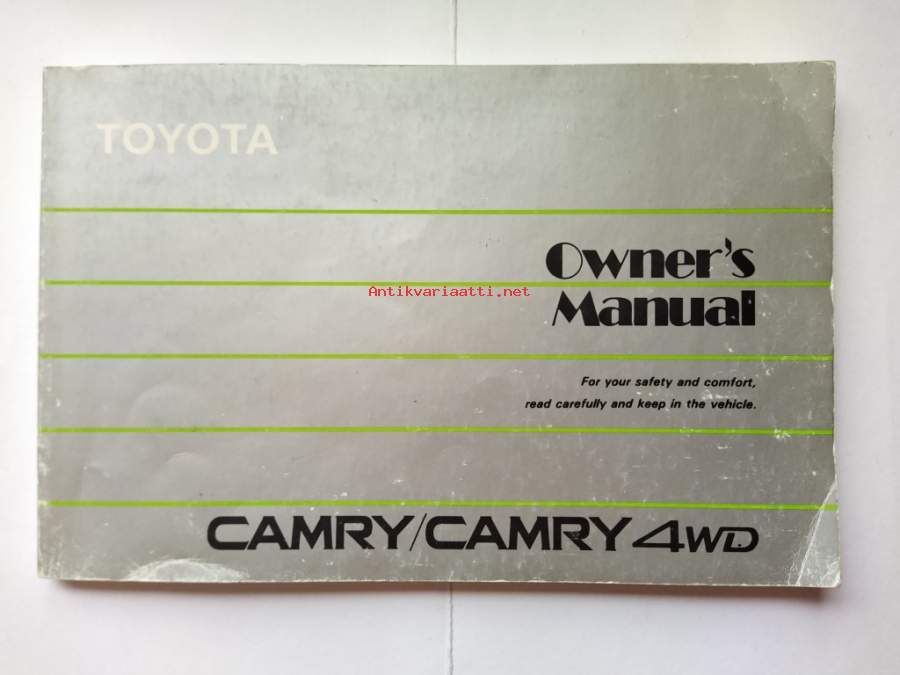 TOYOTA
Owner's
Manual
Antikvariaatti.net
For your safety and comfort,
read carefully and keep in the vehicle.
CAMRY/CAMRY 4WD